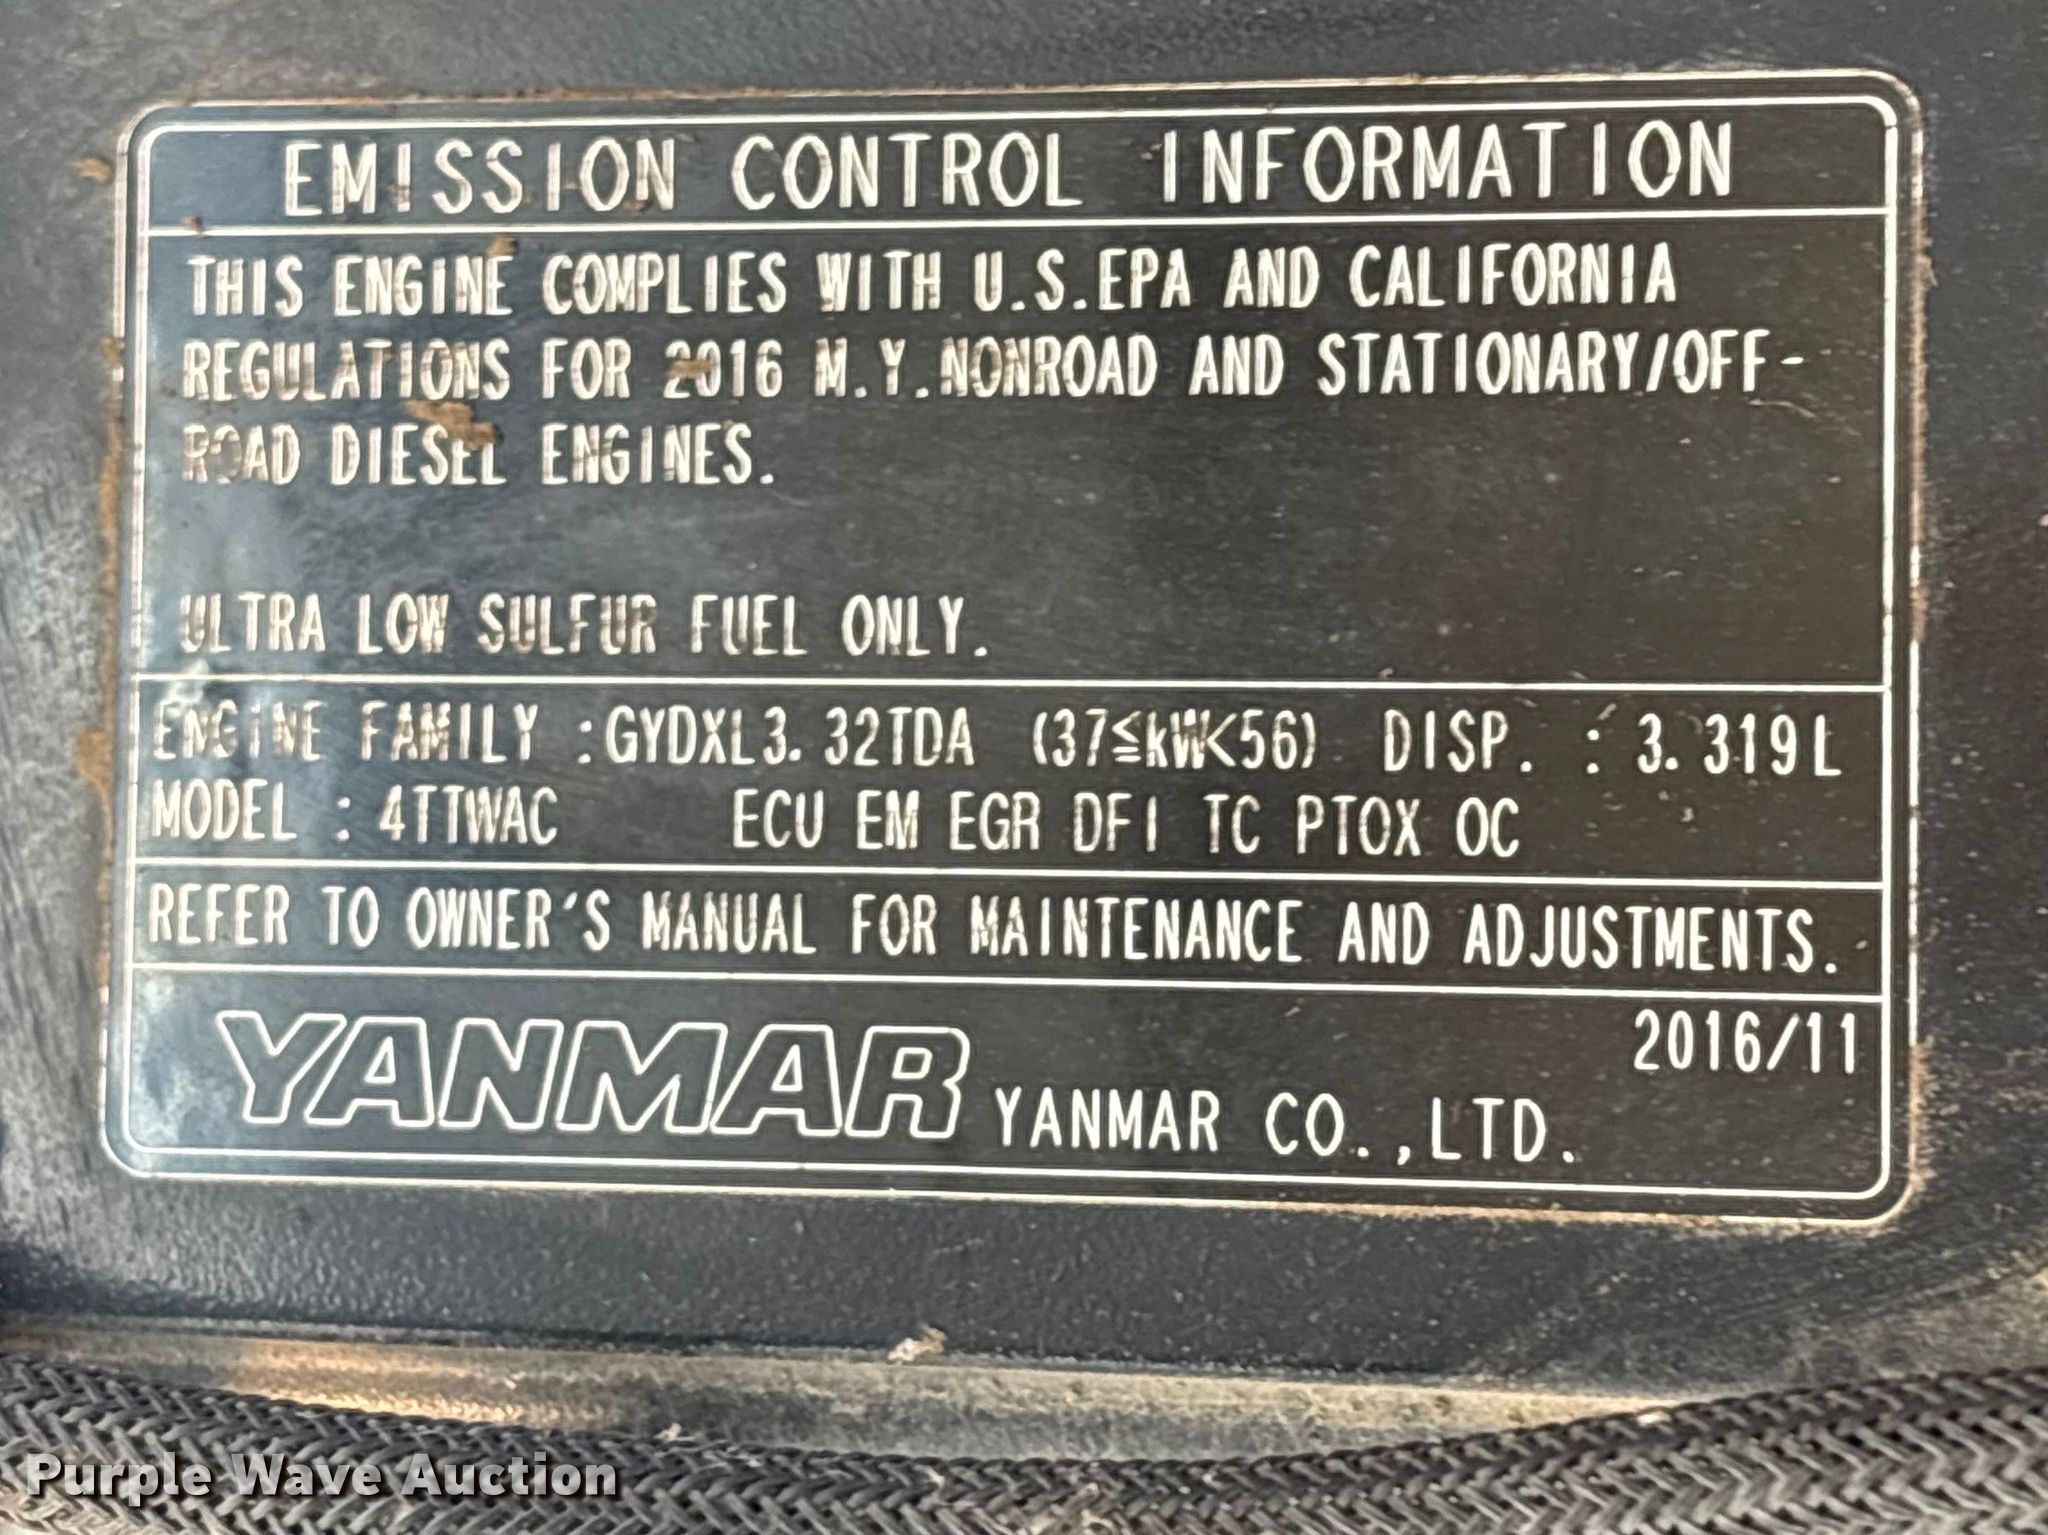 EMISSION CONTROL INFORMATION
THIS ENGINE COMPLIES WITH U.S.EPA AND CALIFORNIA
REGULATIONS FOR 2016 M.Y.NONROAD AND STATIONARY/OFF-
ROAD DIESEL ENGINES.
ULTRA LOW SULFUR FUEL ONLY.
ENGINE FAMILY :GYDXL3.32TDA (37≦kW<56) DISP. : 3.319L
MODEL : 4TTWAC ECU EM EGR DFI TC PTOX OC
REFER TO OWNER'S MANUAL FOR MAINTENANCE AND ADJUSTMENTS.
2016/11
YANMAR YANMAR CO.,LTD.
Purple Wave Auction